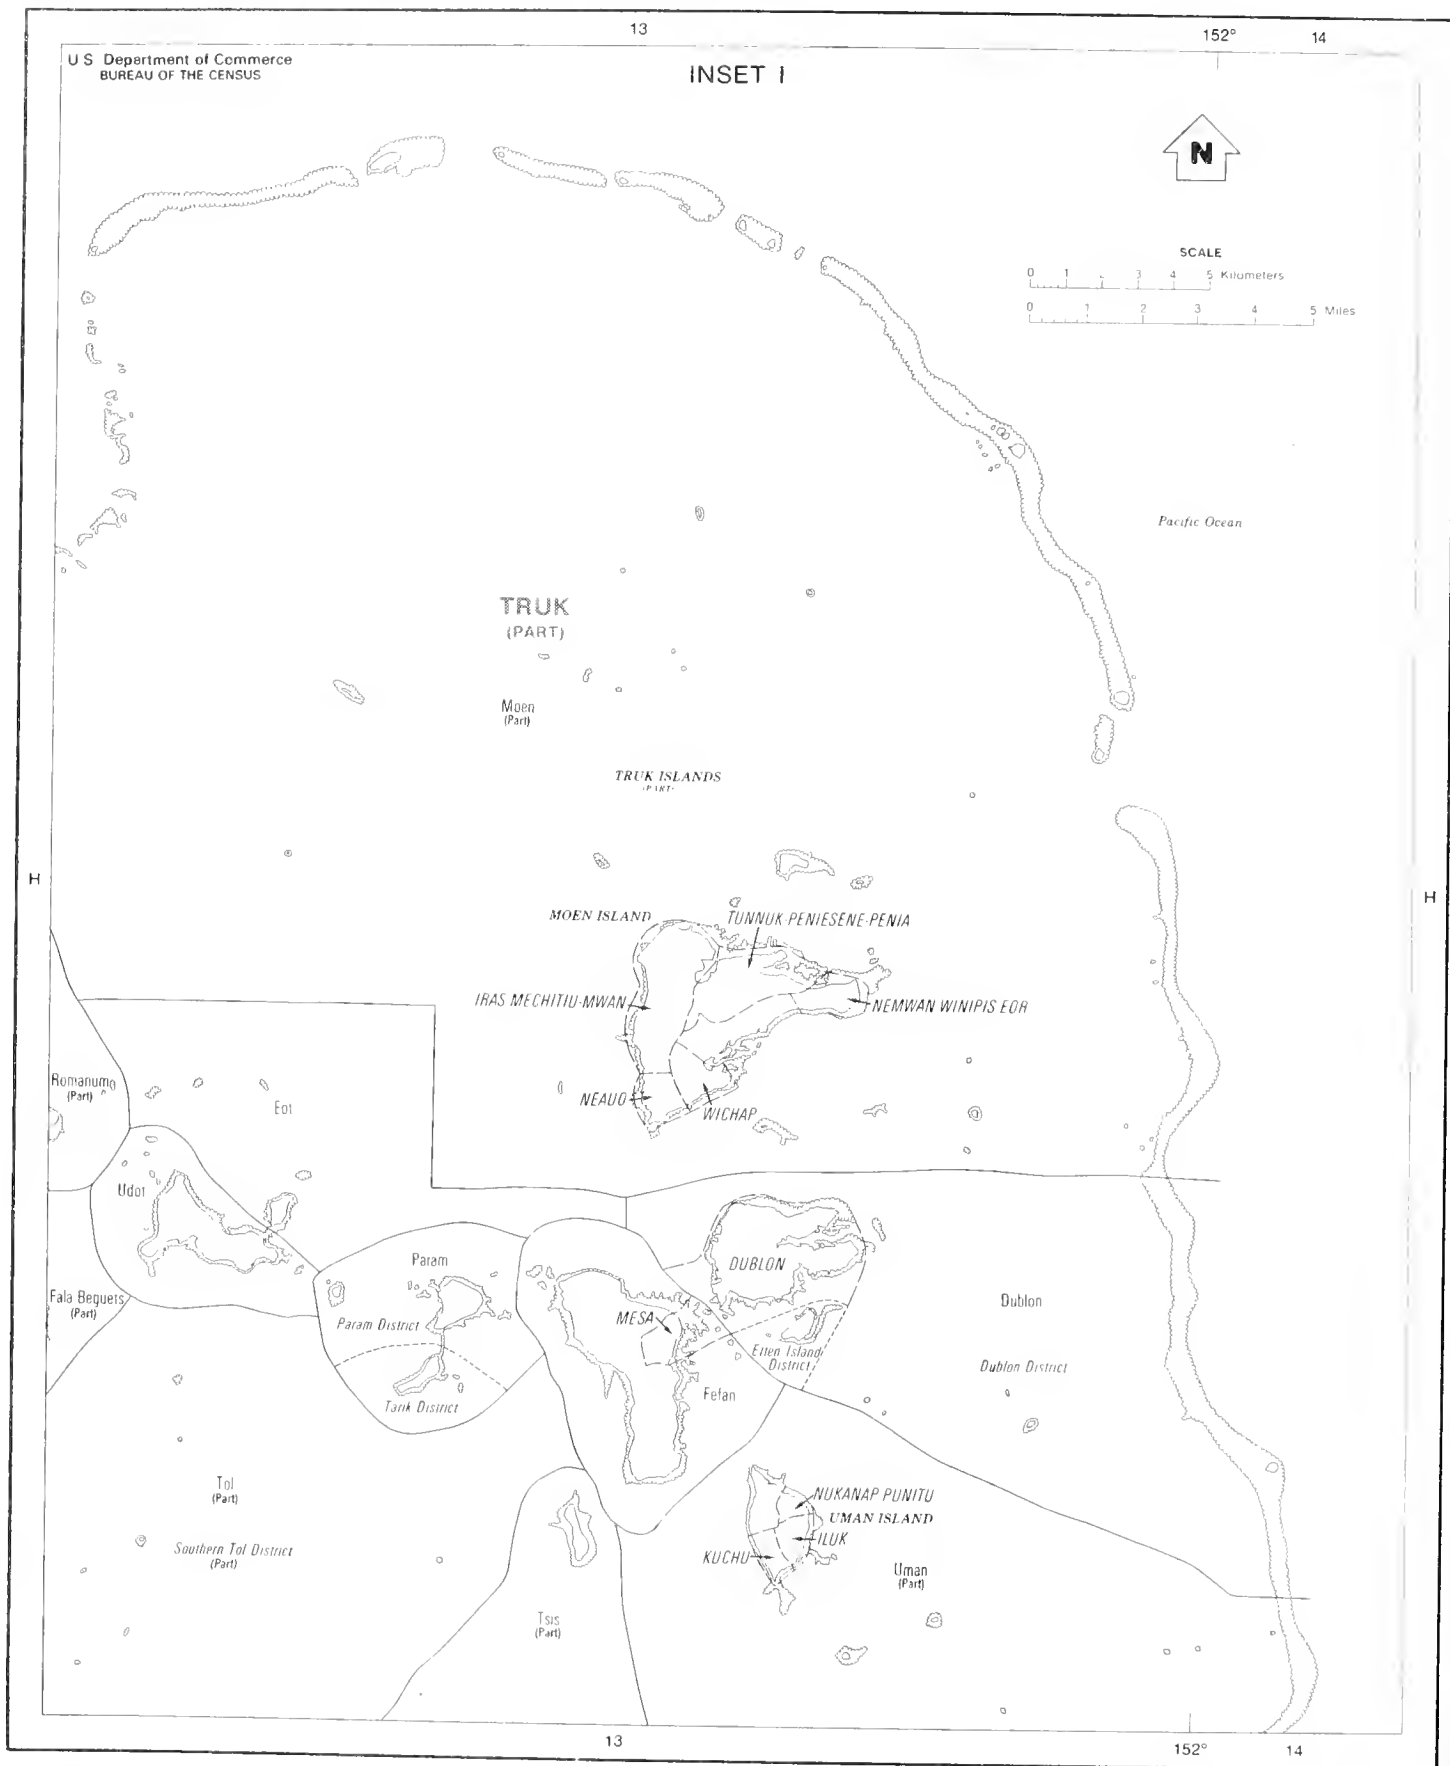 13
152°
14
U S Department of Commerce
BUREAU OF THE CENSUS
INSET I
N
SCALE
0 1 2 3 4 5 Kilometers
0 1 2 3 4 5 Miles
Pacific Ocean
TRUK
(PART)
Moen
(Part)
TRUK ISLANDS
(PART)
H
H
MOEN ISLAND
TUNNUK-PENIESENE-PENIA
IRAS MECHITIU-MWAN
NEMWAN WINIPIS EOR
NEAUO
WICHAP
Romanumo
(Part)
Eot
Udot
Param
DUBLON
Fala Beguets
(Part)
Param District
MESA
Eiten Island
District
Dublon
Dublon District
Fefan
Tarik District
Tol
(Part)
Southern Tol District
(Part)
NUKANAP PUNITU
UMAN ISLAND
ILUK
KUCHU
Uman
(Part)
Tsis
(Part)
13
152°
14